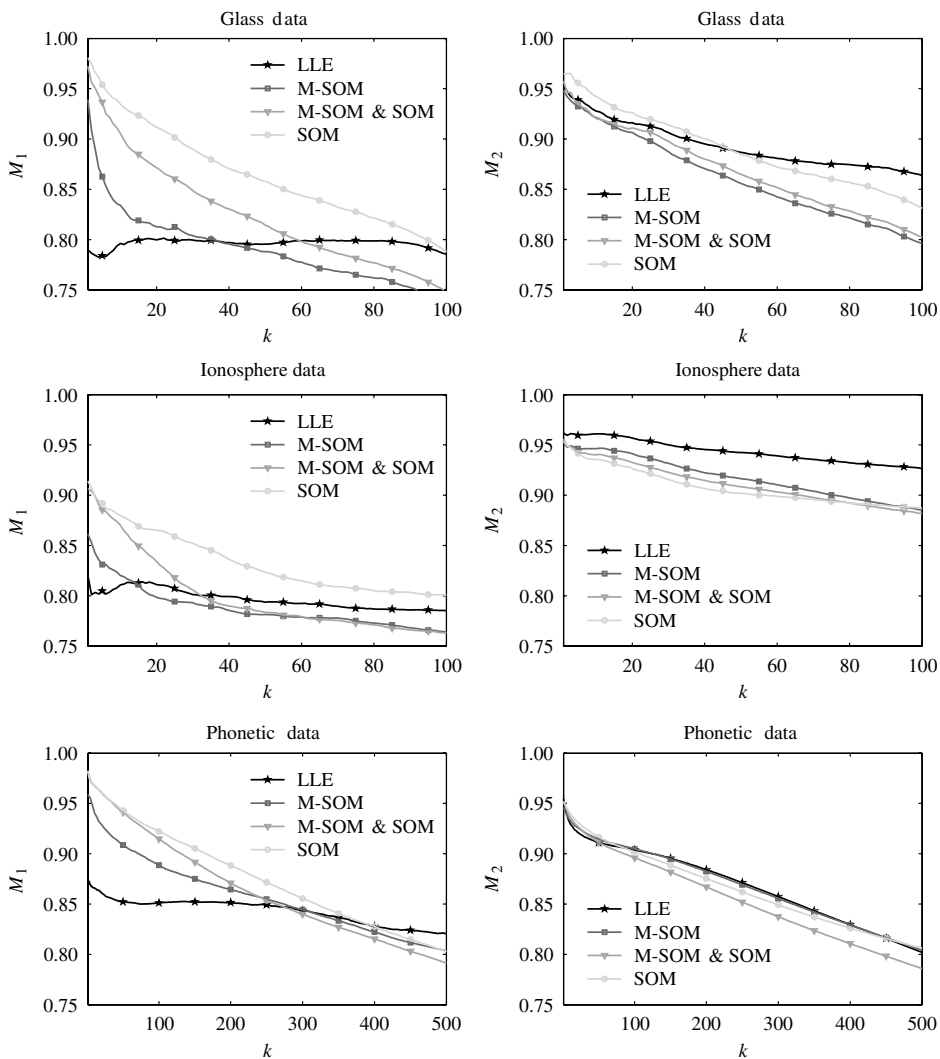 Glass data
1.00
0.95
0.90
0.85
0.80
0.75
M1
LLE
M-SOM
M-SOM & SOM
SOM
20
40
60
80
100
k
Glass data
1.00
0.95
0.90
0.85
0.80
0.75
M2
LLE
M-SOM
M-SOM & SOM
SOM
20
40
60
80
100
k
Ionosphere data
1.00
0.95
0.90
0.85
0.80
0.75
M1
LLE
M-SOM
M-SOM & SOM
SOM
20
40
60
80
100
k
Ionosphere data
1.00
0.95
0.90
0.85
0.80
0.75
M2
LLE
M-SOM
M-SOM & SOM
SOM
20
40
60
80
100
k
Phonetic data
1.00
0.95
0.90
0.85
0.80
0.75
M1
LLE
M-SOM
M-SOM & SOM
SOM
100
200
300
400
500
k
Phonetic data
1.00
0.95
0.90
0.85
0.80
0.75
M2
LLE
M-SOM
M-SOM & SOM
SOM
100
200
300
400
500
k